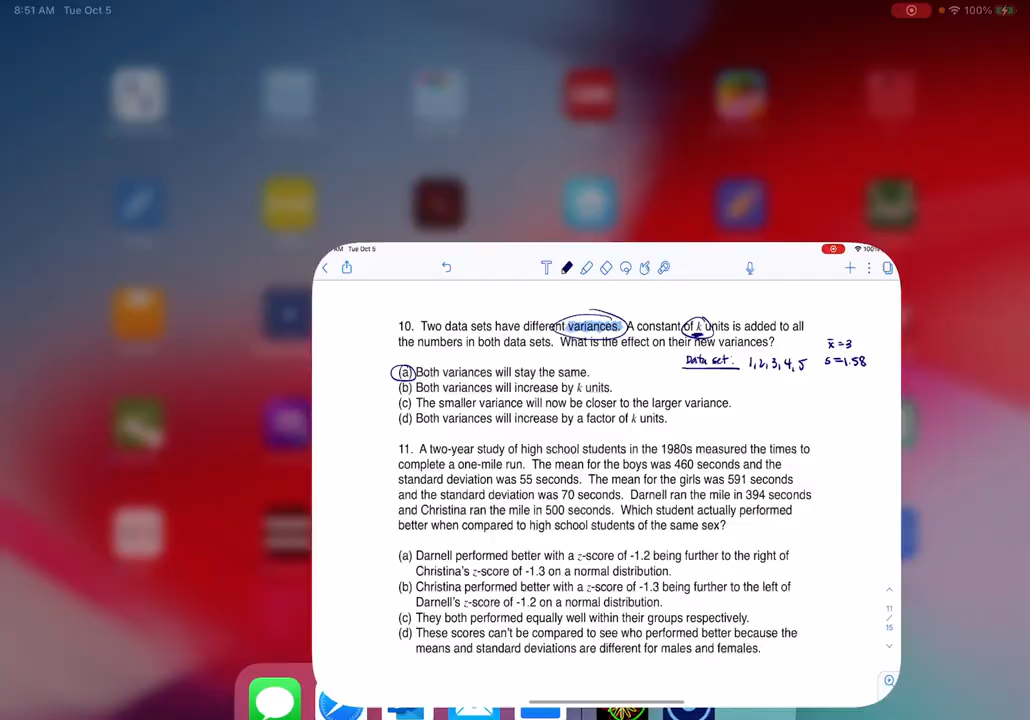 8:51 AM Tue Oct 5
100%
AM Tue Oct 5
100%
10. Two data sets have different variances. A constant of k units is added to all
the numbers in both data sets. What is the effect on their new variances?
x̄ = 3
Data set: 1, 2, 3, 4, 5 s = 1.58
(a) Both variances will stay the same.
(b) Both variances will increase by k units.
(c) The smaller variance will now be closer to the larger variance.
(d) Both variances will increase by a factor of k units.
11. A two-year study of high school students in the 1980s measured the times to
complete a one-mile run. The mean for the boys was 460 seconds and the
standard deviation was 55 seconds. The mean for the girls was 591 seconds
and the standard deviation was 70 seconds. Darnell ran the mile in 394 seconds
and Christina ran the mile in 500 seconds. Which student actually performed
better when compared to high school students of the same sex?
(a) Darnell performed better with a z-score of -1.2 being further to the right of
Christina's z-score of -1.3 on a normal distribution.
(b) Christina performed better with a z-score of -1.3 being further to the left of
Darnell's z-score of -1.2 on a normal distribution.
(c) They both performed equally well within their groups respectively.
(d) These scores can't be compared to see who performed better because the
means and standard deviations are different for males and females.
11
/
15